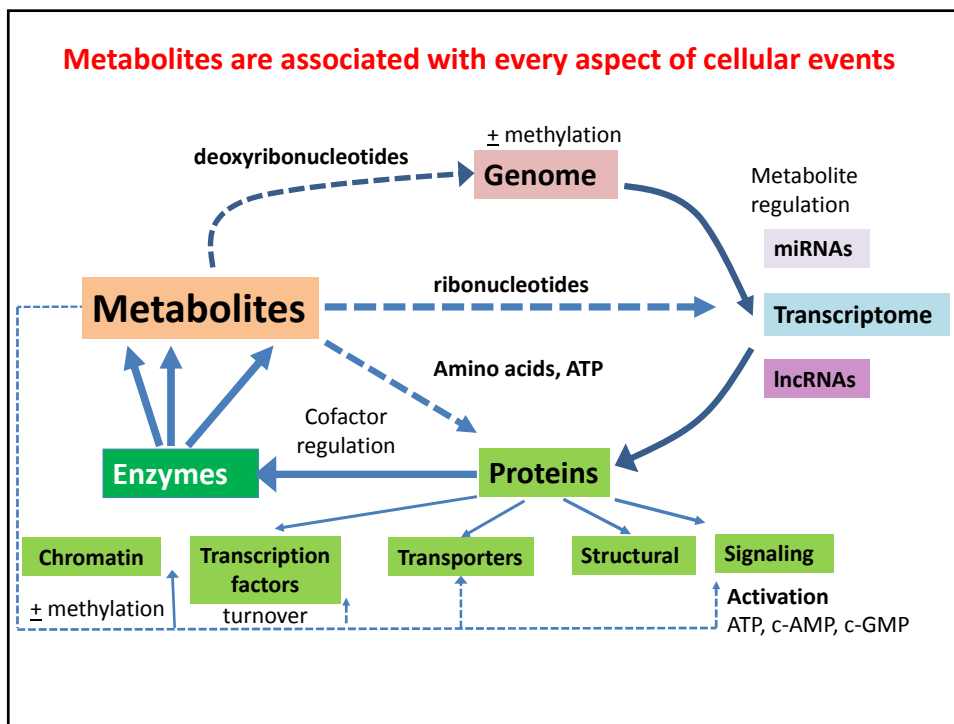 Metabolites are associated with every aspect of cellular events
± methylation
deoxyribonucleotides
Genome
Metabolite
regulation
miRNAs
ribonucleotides
Metabolites
Transcriptome
Amino acids, ATP
lncRNAs
Cofactor
regulation
Enzymes
Proteins
Chromatin
Transcription
factors
Transporters
Structural
Signaling
± methylation
turnover
Activation
ATP, c-AMP, c-GMP